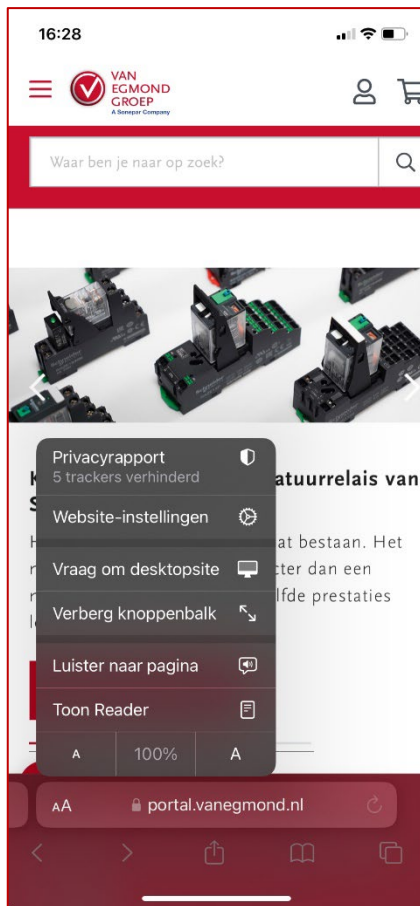 16:28
VAN
EGMOND
GROEP
A Sonepar Company
Waar ben je naar op zoek?
Privacyrapport
5 trackers verhinderd
atuurrelais van
Website-instellingen
at bestaan. Het
Vraag om desktopsite
cter dan een
Verberg knoppenbalk
lfde prestaties
Luister naar pagina
Toon Reader
A 100% A
AA portal.vanegmond.nl